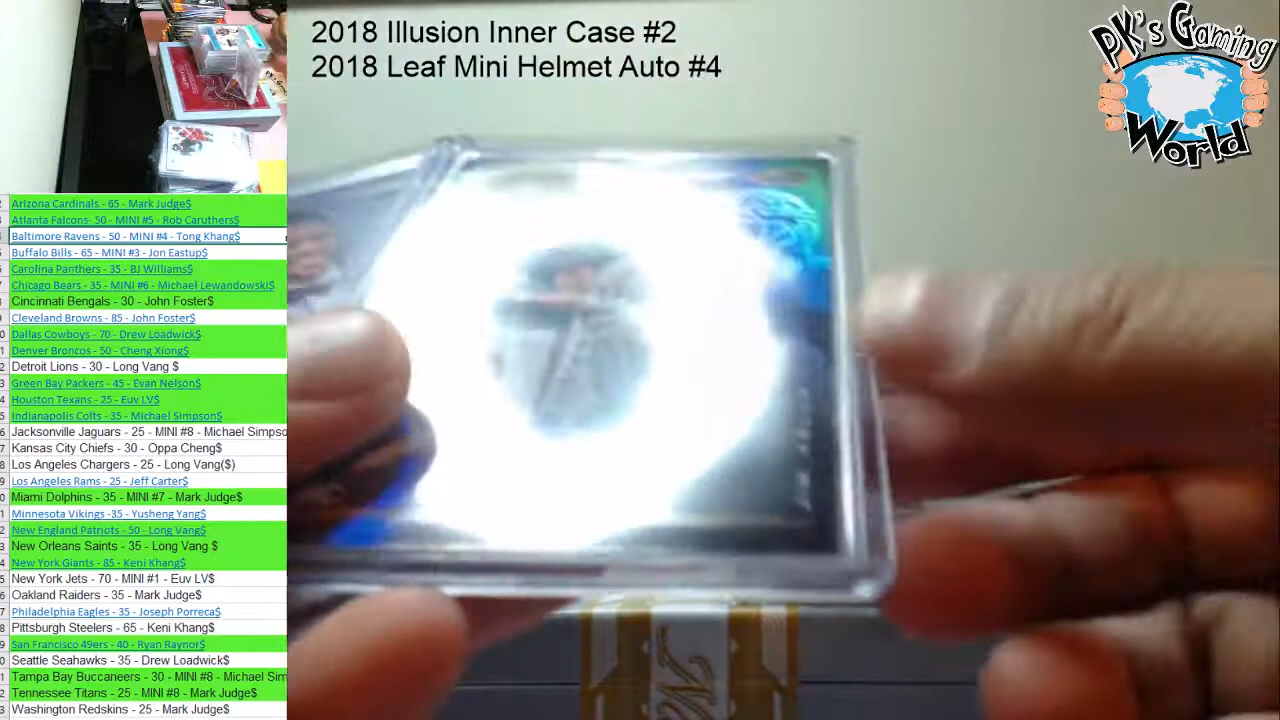 2018 Illusion Inner Case #2
2018 Leaf Mini Helmet Auto #4
PK's Gaming
World
Arizona Cardinals - 65 - Mark Judge$
Atlanta Falcons- 50 - MINI #5 - Rob Caruthers$
Baltimore Ravens - 50 - MINI #4 - Tong Khang$
Buffalo Bills - 65 - MINI #3 - Jon Eastup$
Carolina Panthers - 35 - BJ Williams$
Chicago Bears - 35 - MINI #6 - Michael Lewandowski$
Cincinnati Bengals - 30 - John Foster$
Cleveland Browns - 85 - John Foster$
Dallas Cowboys - 70 - Drew Loadwick$
Denver Broncos - 50 - Cheng Xiong$
Detroit Lions - 30 - Long Vang $
Green Bay Packers - 45 - Evan Nelson$
Houston Texans - 25 - Euv LV$
Indianapolis Colts - 35 - Michael Simpson$
Jacksonville Jaguars - 25 - MINI #8 - Michael Simpso
Kansas City Chiefs - 30 - Oppa Cheng$
Los Angeles Chargers - 25 - Long Vang($)
Los Angeles Rams - 25 - Jeff Carter$
Miami Dolphins - 35 - MINI #7 - Mark Judge$
Minnesota Vikings -35 - Yusheng Yang$
New England Patriots - 50 - Long Vang$
New Orleans Saints - 35 - Long Vang $
New York Giants - 85 - Keni Khang$
New York Jets - 70 - MINI #1 - Euv LV$
Oakland Raiders - 35 - Mark Judge$
Philadelphia Eagles - 35 - Joseph Porreca$
Pittsburgh Steelers - 65 - Keni Khang$
San Francisco 49ers - 40 - Ryan Raynor$
Seattle Seahawks - 35 - Drew Loadwick$
Tampa Bay Buccaneers - 30 - MINI #8 - Michael Sim
Tennessee Titans - 25 - MINI #8 - Mark Judge$
Washington Redskins - 25 - Mark Judge$